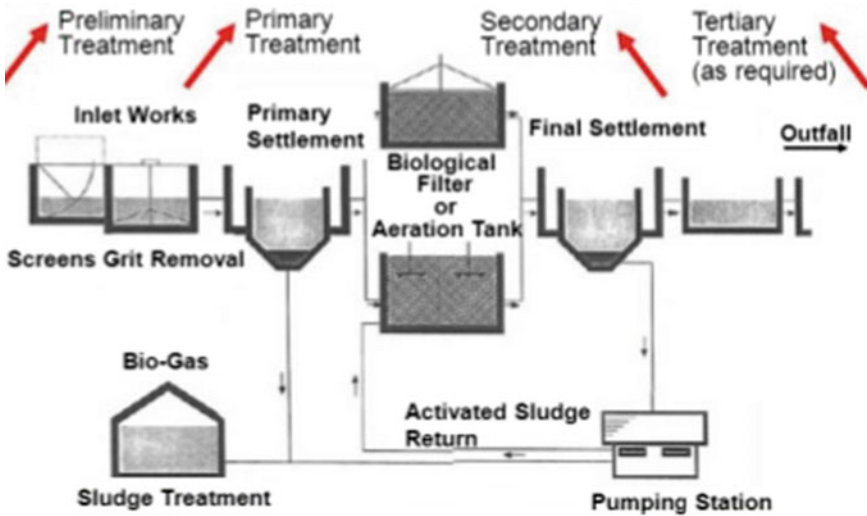 Preliminary
Treatment
Primary
Treatment
Secondary
Treatment
Tertiary
Treatment
(as required)
Inlet Works
Primary
Settlement
Biological
Filter
or
Aeration Tank
Final Settlement
Outfall
Screens Grit Removal
Bio-Gas
Activated Sludge
Return
Sludge Treatment
Pumping Station